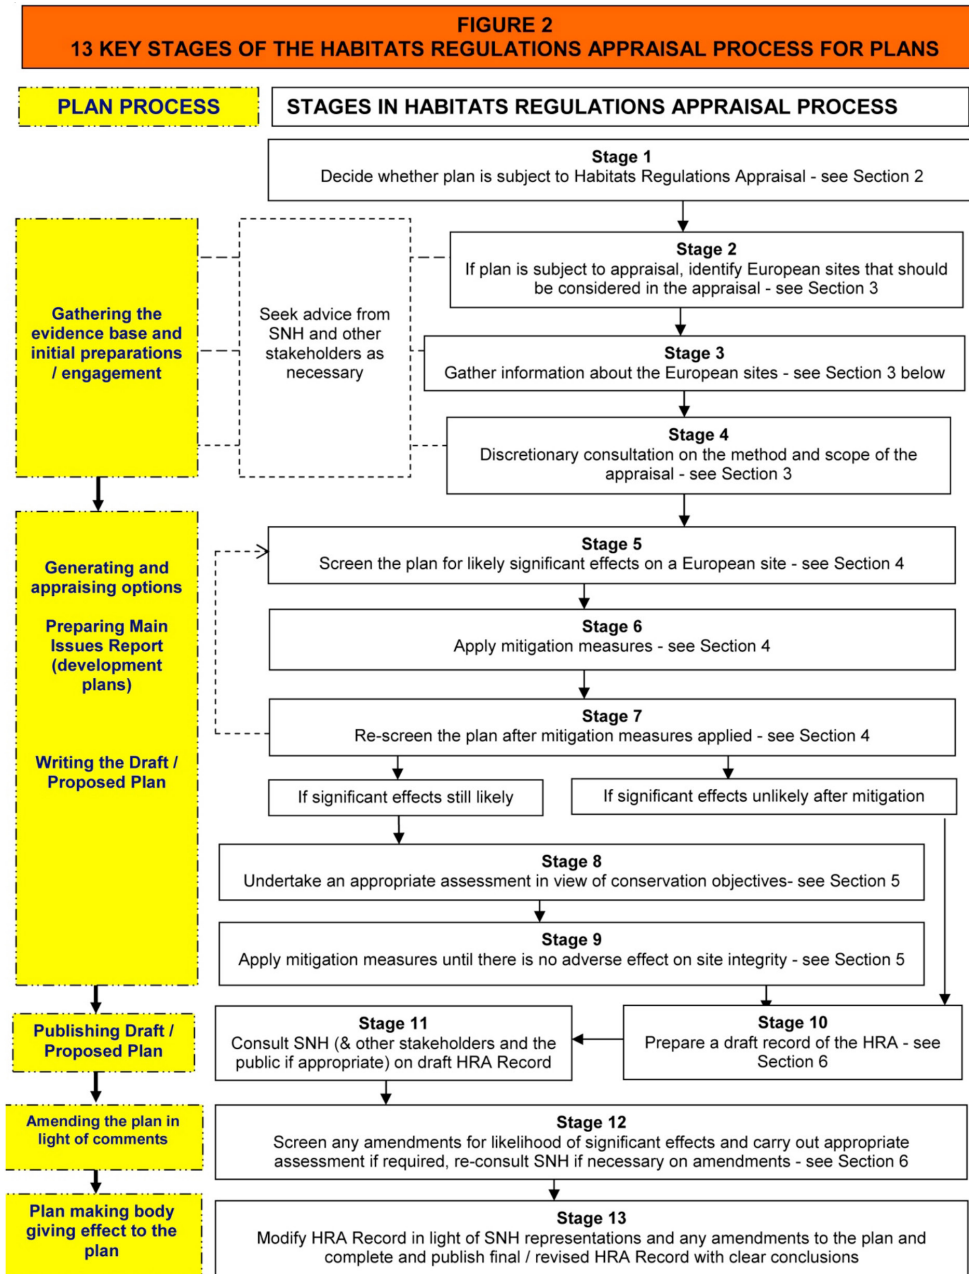 FIGURE 2
13 KEY STAGES OF THE HABITATS REGULATIONS APPRAISAL PROCESS FOR PLANS
PLAN PROCESS
STAGES IN HABITATS REGULATIONS APPRAISAL PROCESS
Stage 1
Decide whether plan is subject to Habitats Regulations Appraisal - see Section 2
Stage 2
If plan is subject to appraisal, identify European sites that should
be considered in the appraisal - see Section 3
Gathering the
evidence base and
initial preparations
/ engagement
Seek advice from
SNH and other
stakeholders as
necessary
Stage 3
Gather information about the European sites - see Section 3 below
Stage 4
Discretionary consultation on the method and scope of the
appraisal - see Section 3
Generating and
appraising options
Preparing Main
Issues Report
(development
plans)
Writing the Draft /
Proposed Plan
Stage 5
Screen the plan for likely significant effects on a European site - see Section 4
Stage 6
Apply mitigation measures - see Section 4
Stage 7
Re-screen the plan after mitigation measures applied - see Section 4
If significant effects still likely
If significant effects unlikely after mitigation
Stage 8
Undertake an appropriate assessment in view of conservation objectives- see Section 5
Stage 9
Apply mitigation measures until there is no adverse effect on site integrity - see Section 5
Publishing Draft /
Proposed Plan
Stage 11
Consult SNH (& other stakeholders and the
public if appropriate) on draft HRA Record
Stage 10
Prepare a draft record of the HRA - see
Section 6
Amending the plan in
light of comments
Stage 12
Screen any amendments for likelihood of significant effects and carry out appropriate
assessment if required, re-consult SNH if necessary on amendments - see Section 6
Plan making body
giving effect to the
plan
Stage 13
Modify HRA Record in light of SNH representations and any amendments to the plan and
complete and publish final / revised HRA Record with clear conclusions